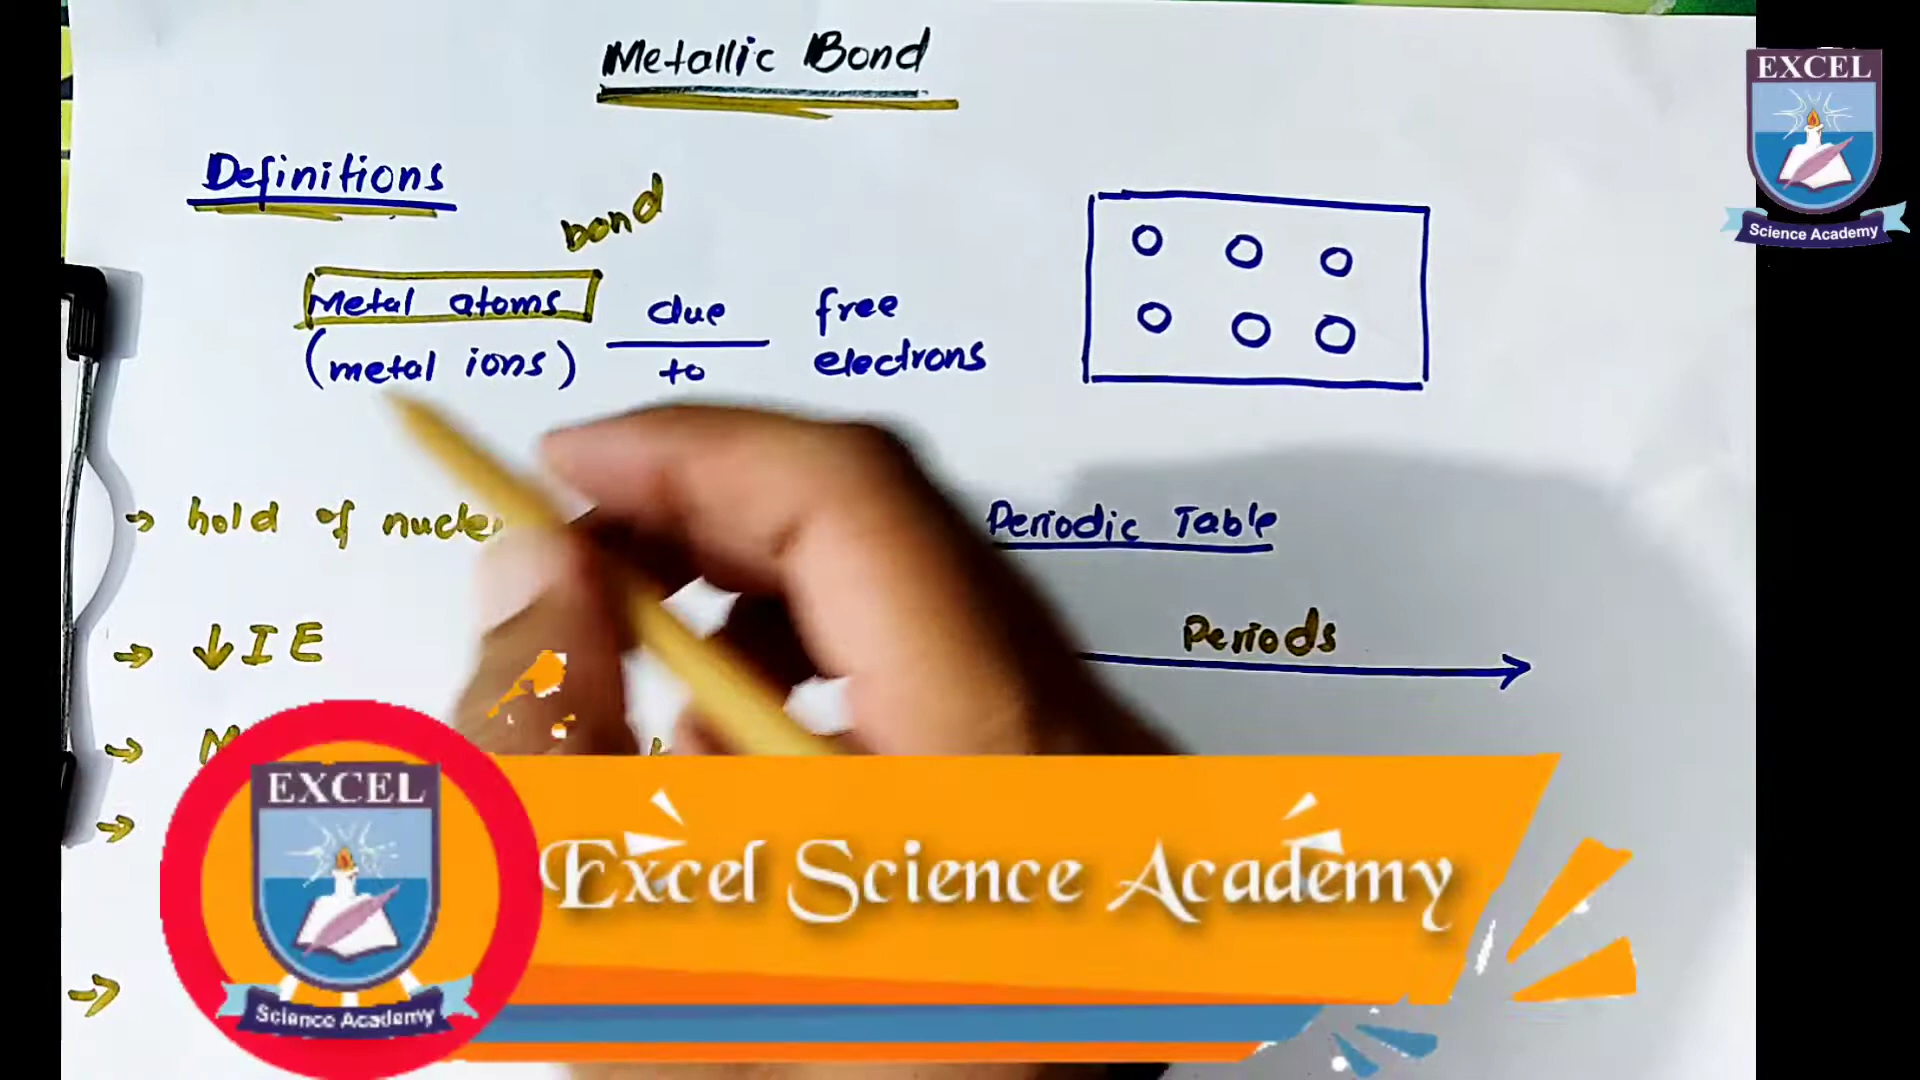 Metallic Bond
EXCEL
Science Academy
Definitions
bond
Metal atoms due free
(metal ions) to electrons
→ hold of
Periodic Table
→ ↓IE
Periods
→
→
→
EXCEL
Science Academy
Excel Science Academy